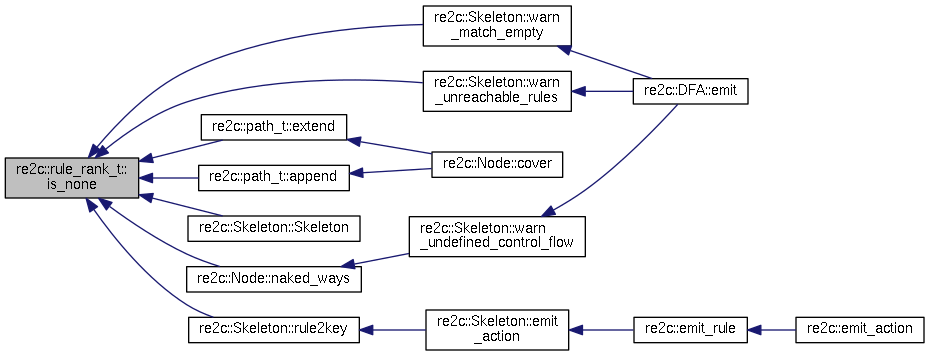 re2c::Skeleton::warn
_match_empty
re2c::Skeleton::warn
_unreachable_rules
re2c::DFA::emit
re2c::path_t::extend
re2c::Node::cover
re2c::rule_rank_t::
is_none
re2c::path_t::append
re2c::Skeleton::Skeleton
re2c::Skeleton::warn
_undefined_control_flow
re2c::Node::naked_ways
re2c::Skeleton::rule2key
re2c::Skeleton::emit
_action
re2c::emit_rule
re2c::emit_action